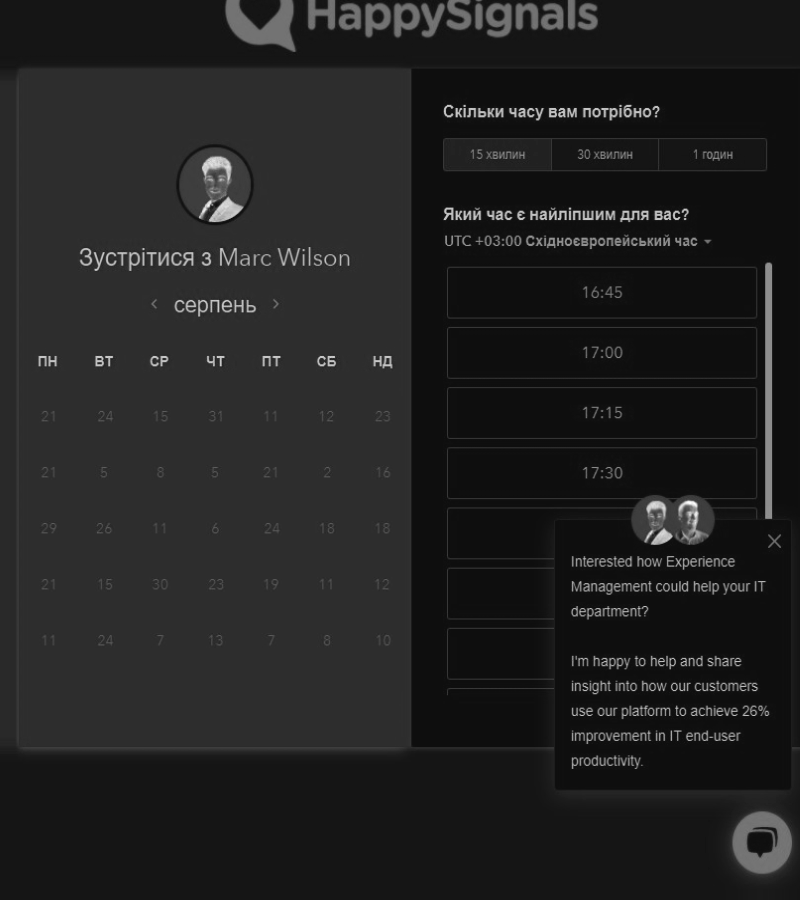 HappySignals
Зустрітися з Marc Wilson
серпень
ПН ВТ СР ЧТ ПТ СБ НД
21 24 15 31 11 12 23
21 5 8 5 21 2 16
29 26 11 6 24 18 18
21 15 30 23 19 11 12
11 24 7 13 7 8 10
Скільки часу вам потрібно?
15 хвилин 30 хвилин 1 годин
Який час є найліпшим для вас?
UTC +03:00 Східноєвропейський час
16:45
17:00
17:15
17:30
Interested how Experience
Management could help your IT
department?
I'm happy to help and share
insight into how our customers
use our platform to achieve 26%
improvement in IT end-user
productivity.